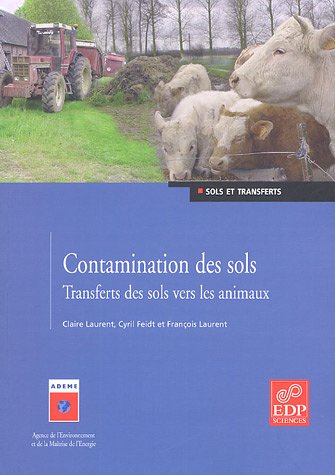 SOLS ET TRANSFERTS
Contamination des sols
Transferts des sols vers les animaux
Claire Laurent, Cyril Feidt et François Laurent
ADEME
Agence de l'Environnement
et de la Maîtrise de l'Energie
EDP
SCIENCES